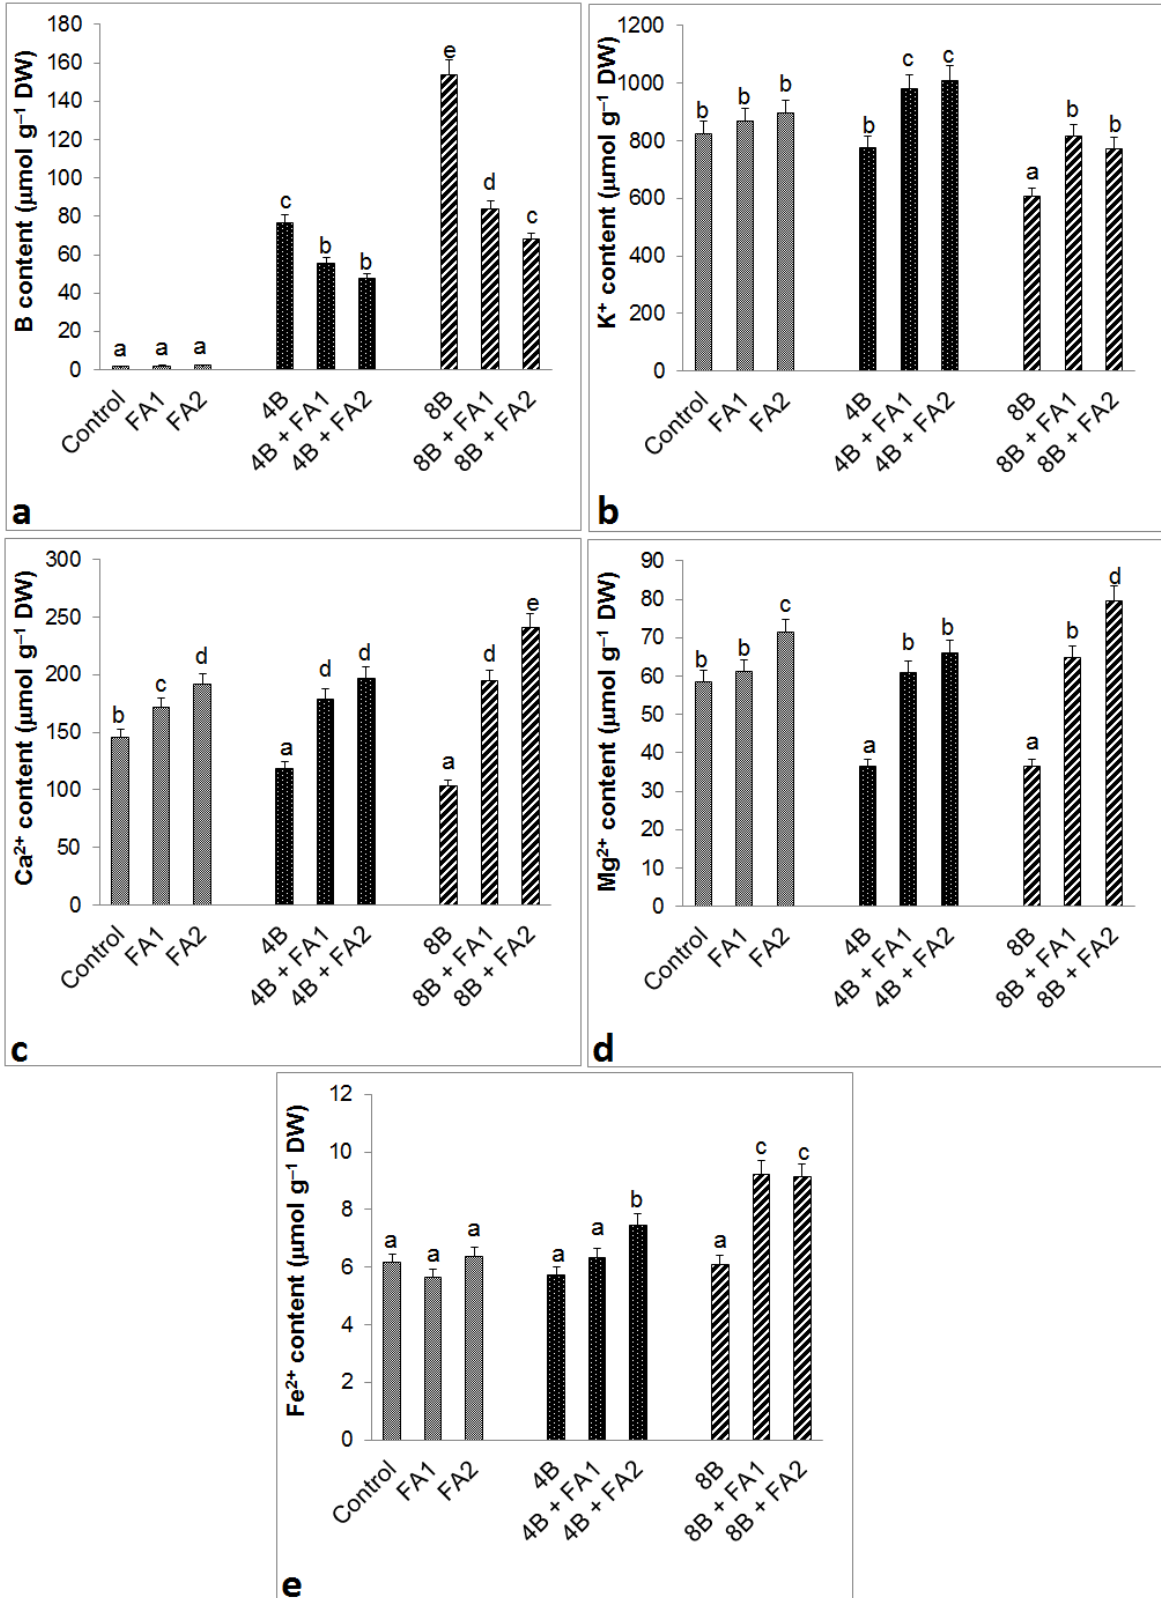 B content (µmol g⁻¹ DW)
180
160
140
120
100
80
60
40
20
0
a a a c b b e d c
Control FA1 FA2 4B 4B + FA1 4B + FA2 8B 8B + FA1 8B + FA2
a
K⁺ content (µmol g⁻¹ DW)
1200
1000
800
600
400
200
0
b b b b c c a b b
Control FA1 FA2 4B 4B + FA1 4B + FA2 8B 8B + FA1 8B + FA2
b
Ca²⁺ content (µmol g⁻¹ DW)
300
250
200
150
100
50
0
b c d a d d a d e
Control FA1 FA2 4B 4B + FA1 4B + FA2 8B 8B + FA1 8B + FA2
c
Mg²⁺ content (µmol g⁻¹ DW)
90
80
70
60
50
40
30
20
10
0
b b c a b b a b d
Control FA1 FA2 4B 4B + FA1 4B + FA2 8B 8B + FA1 8B + FA2
d
Fe²⁺ content (µmol g⁻¹ DW)
12
10
8
6
4
2
0
a a a a a b a c c
Control FA1 FA2 4B 4B + FA1 4B + FA2 8B 8B + FA1 8B + FA2
e